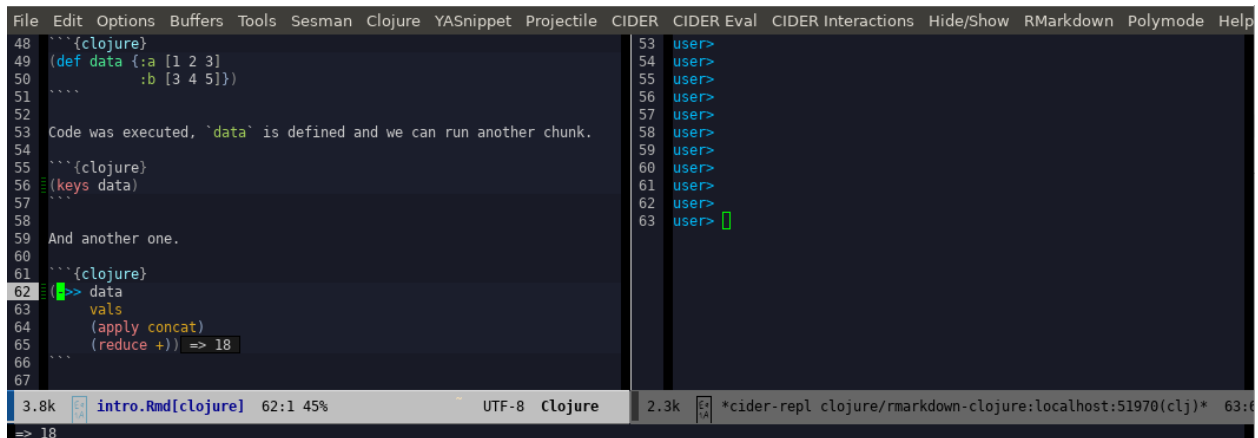 File Edit Options Buffers Tools Sesman Clojure YASnippet Projectile CIDER CIDER Eval CIDER Interactions Hide/Show RMarkdown Polymode Help
48 ```{clojure}
49 (def data {:a [1 2 3]
50 :b [3 4 5]})
51 ````
52
53 Code was executed, `data` is defined and we can run another chunk.
54
55 ```{clojure}
56 (keys data)
57 ```
58
59 And another one.
60
61 ```{clojure}
62 (->> data
63 vals
64 (apply concat)
65 (reduce +)) => 18
66 ```
67
3.8k intro.Rmd[clojure] 62:1 45% UTF-8 Clojure
53 user>
54 user>
55 user>
56 user>
57 user>
58 user>
59 user>
60 user>
61 user>
62 user>
63 user>
2.3k *cider-repl clojure/rmarkdown-clojure:localhost:51970(clj)* 63:6
=> 18